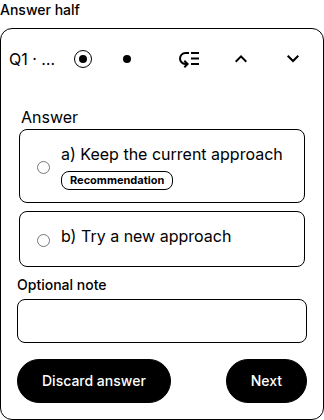 Answer half
Q1 · ...
Answer
a) Keep the current approach
Recommendation
b) Try a new approach
Optional note
Discard answer
Next